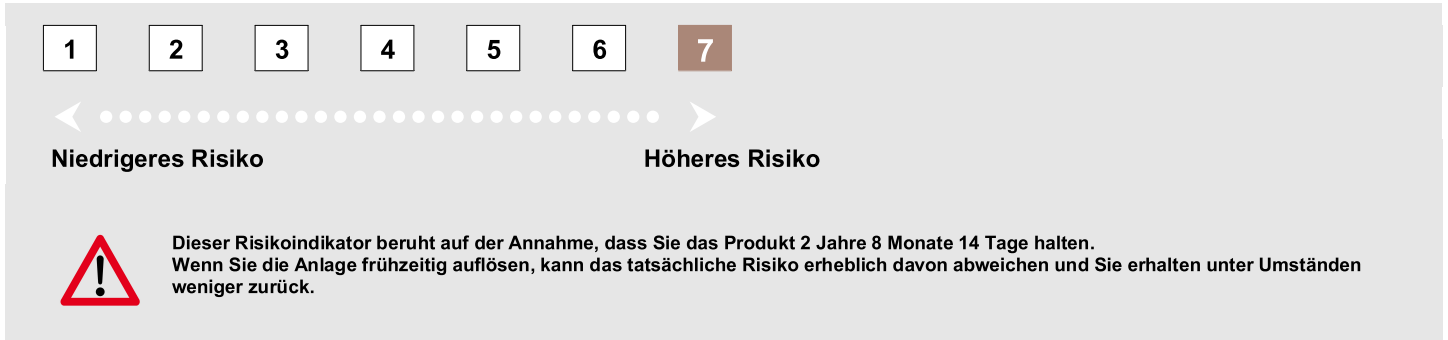 1 2 3 4 5 6 7
Niedrigeres Risiko Höheres Risiko
Dieser Risikoindikator beruht auf der Annahme, dass Sie das Produkt 2 Jahre 8 Monate 14 Tage halten.
Wenn Sie die Anlage frühzeitig auflösen, kann das tatsächliche Risiko erheblich davon abweichen und Sie erhalten unter Umständen
weniger zurück.